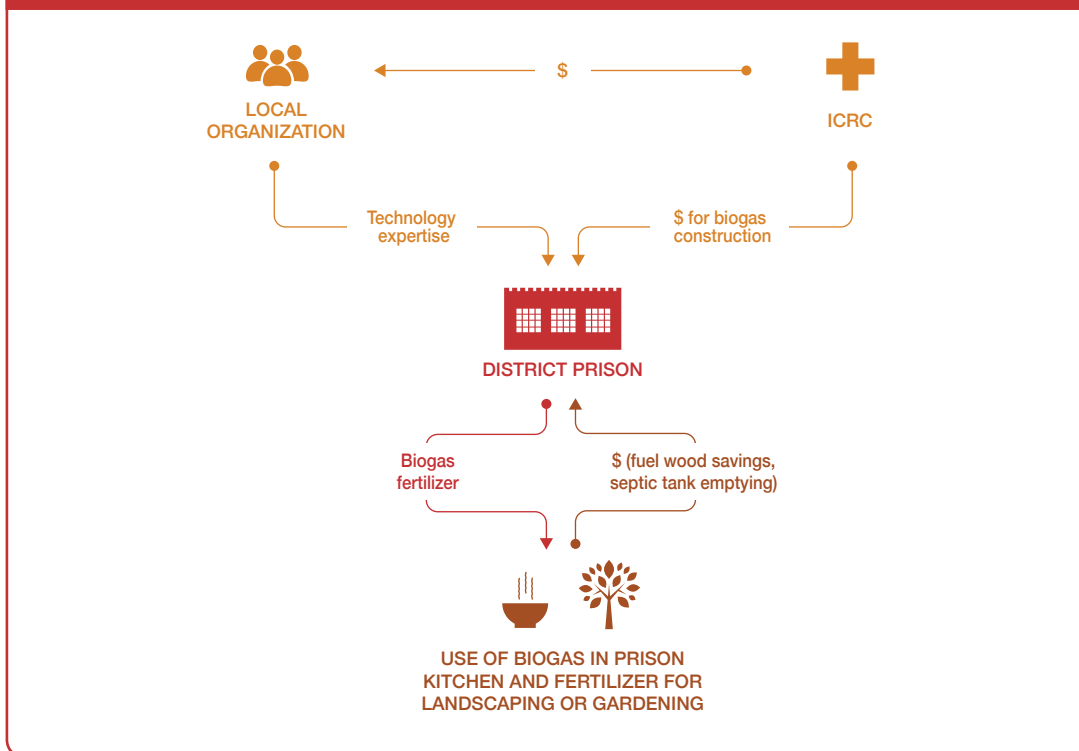 $
LOCAL
ORGANIZATION
ICRC
Technology
expertise
$ for biogas
construction
DISTRICT PRISON
Biogas
fertilizer
$ (fuel wood savings,
septic tank emptying)
USE OF BIOGAS IN PRISON
KITCHEN AND FERTILIZER FOR
LANDSCAPING OR GARDENING